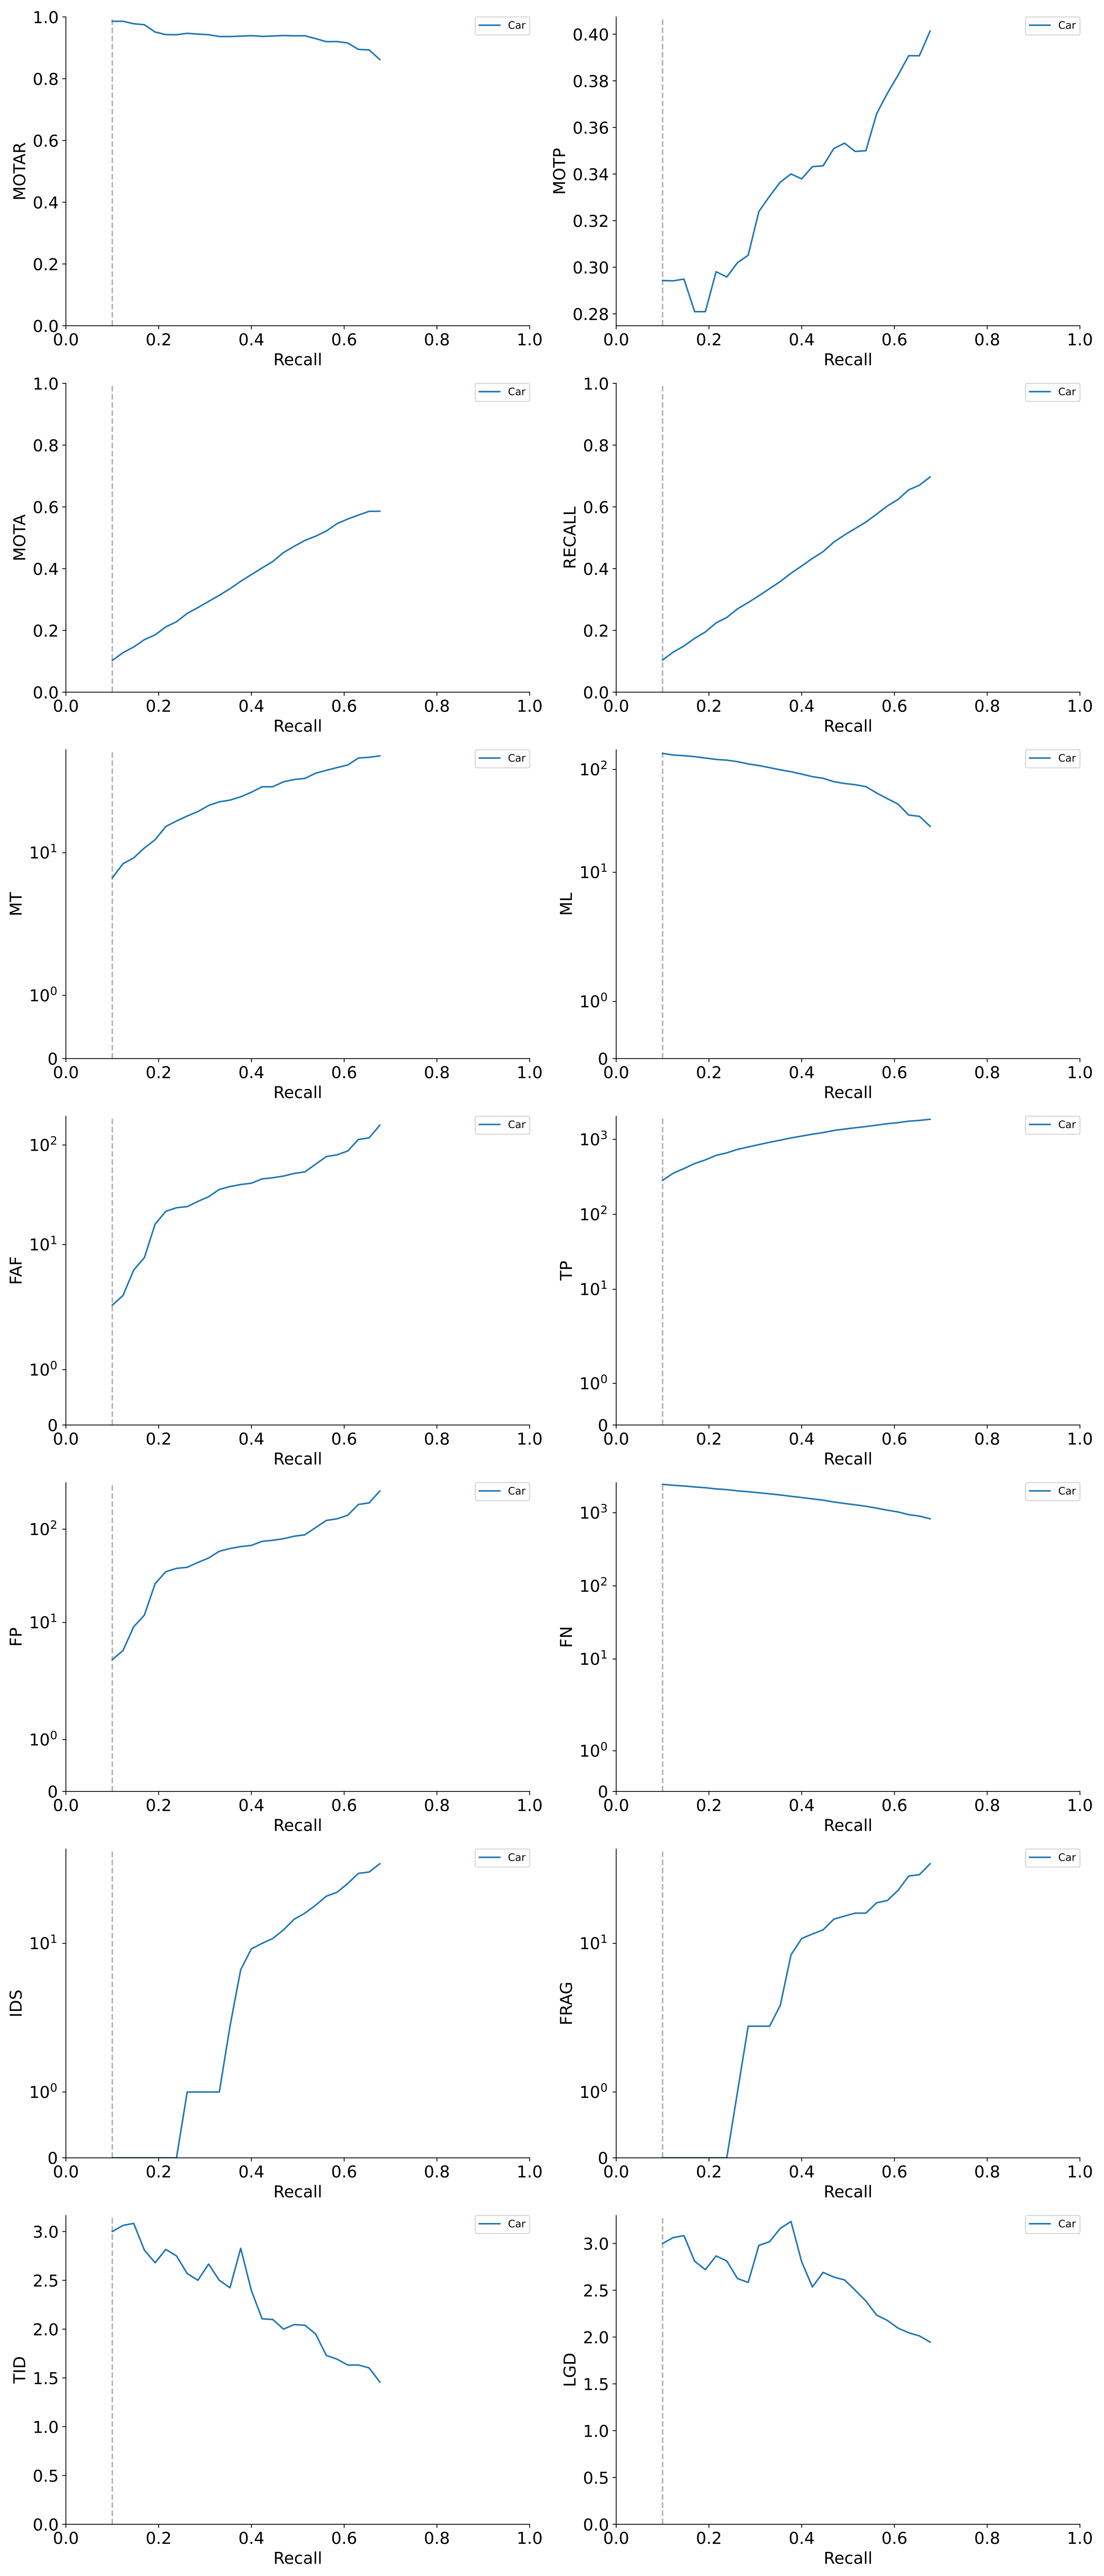 1.0
0.8
0.6
0.4
0.2
0.0
MOTAR
0.0 0.2 0.4 0.6 0.8 1.0
Recall
Car
0.40
0.38
0.36
0.34
0.32
0.30
0.28
MOTP
0.0 0.2 0.4 0.6 0.8 1.0
Recall
Car
1.0
0.8
0.6
0.4
0.2
0.0
MOTA
0.0 0.2 0.4 0.6 0.8 1.0
Recall
Car
1.0
0.8
0.6
0.4
0.2
0.0
RECALL
0.0 0.2 0.4 0.6 0.8 1.0
Recall
Car
10¹
10⁰
0
MT
0.0 0.2 0.4 0.6 0.8 1.0
Recall
Car
10²
10¹
10⁰
0
ML
0.0 0.2 0.4 0.6 0.8 1.0
Recall
Car
10²
10¹
10⁰
0
FAF
0.0 0.2 0.4 0.6 0.8 1.0
Recall
Car
10³
10²
10¹
10⁰
0
TP
0.0 0.2 0.4 0.6 0.8 1.0
Recall
Car
10²
10¹
10⁰
0
FP
0.0 0.2 0.4 0.6 0.8 1.0
Recall
Car
10³
10²
10¹
10⁰
0
FN
0.0 0.2 0.4 0.6 0.8 1.0
Recall
Car
10¹
10⁰
0
IDS
0.0 0.2 0.4 0.6 0.8 1.0
Recall
Car
10¹
10⁰
0
FRAG
0.0 0.2 0.4 0.6 0.8 1.0
Recall
Car
3.0
2.5
2.0
1.5
1.0
0.5
0.0
TID
0.0 0.2 0.4 0.6 0.8 1.0
Recall
Car
3.0
2.5
2.0
1.5
1.0
0.5
0.0
LGD
0.0 0.2 0.4 0.6 0.8 1.0
Recall
Car